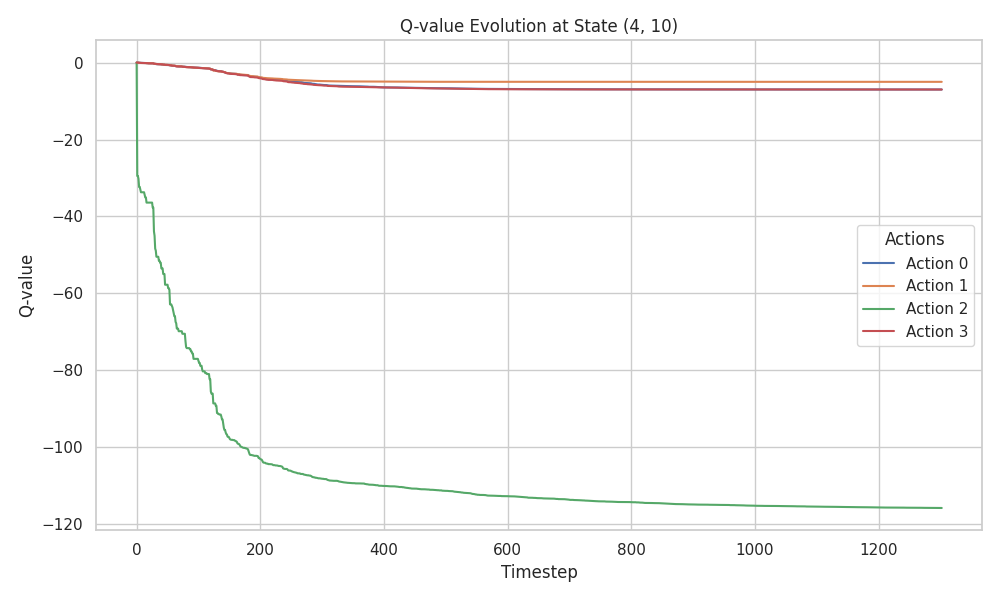 Q-value Evolution at State (4, 10)
0
−20
−40
−60
−80
−100
−120
Q-value
Actions
Action 0
Action 1
Action 2
Action 3
0 200 400 600 800 1000 1200
Timestep